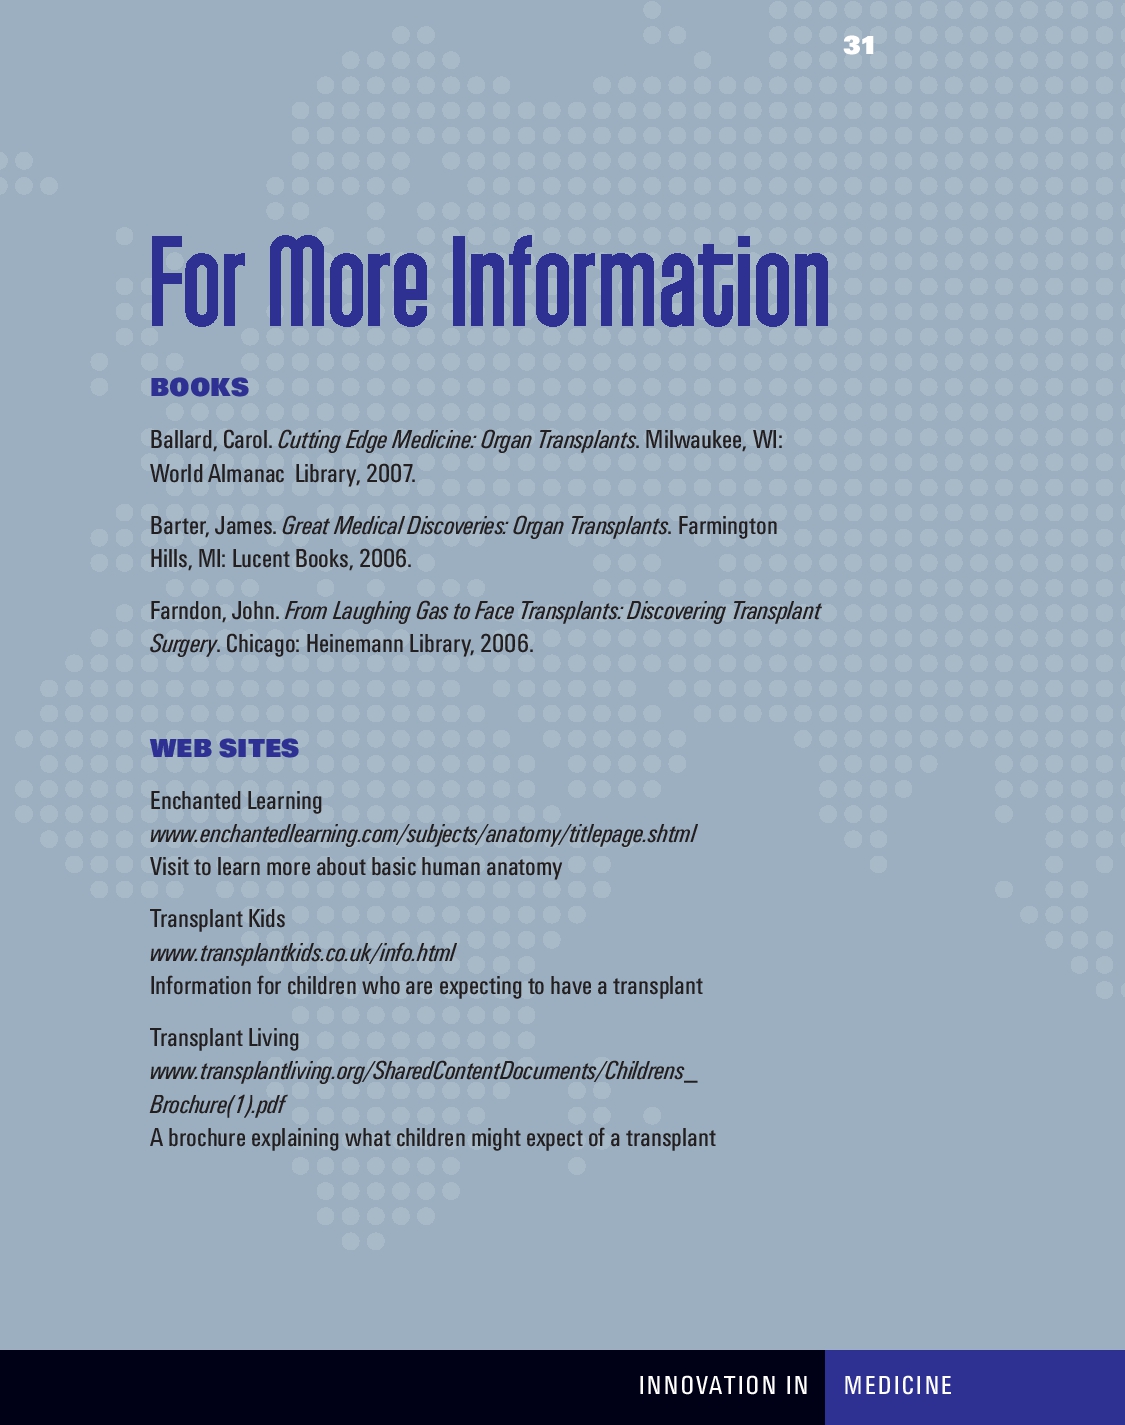 31
For More Information
BOOKS
Ballard, Carol. Cutting Edge Medicine: Organ Transplants. Milwaukee, WI:
World Almanac  Library, 2007.
Barter, James. Great Medical Discoveries: Organ Transplants. Farmington
Hills, MI: Lucent Books, 2006.
Farndon, John. From Laughing Gas to Face Transplants: Discovering Transplant
Surgery. Chicago: Heinemann Library, 2006.
WEB SITES
Enchanted Learning
www.enchantedlearning.com/subjects/anatomy/titlepage.shtml
Visit to learn more about basic human anatomy
Transplant Kids
www.transplantkids.co.uk/info.html
Information for children who are expecting to have a transplant
Transplant Living
www.transplantliving.org/SharedContentDocuments/Childrens_
Brochure(1).pdf
A brochure explaining what children might expect of a transplant
INNOVATION IN MEDICINE